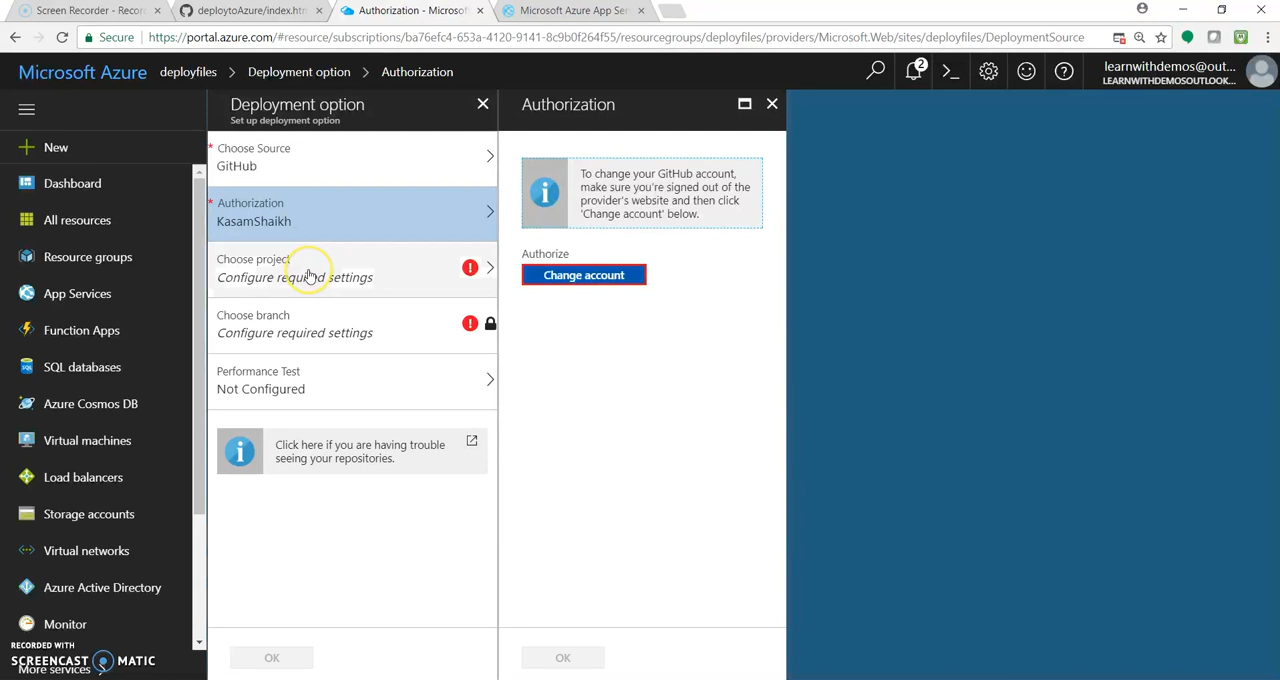 Screen Recorder - Recor
deploytoAzure/index.htm
Authorization - Microsof
Microsoft Azure App Ser
Secure
https://portal.azure.com/#resource/subscriptions/ba76efc4-653a-4120-9141-8c9b0f264f55/resourcegroups/deployfiles/providers/Microsoft.Web/sites/deployfiles/DeploymentSource
Microsoft Azure
deployfiles > Deployment option > Authorization
2
learnwithdemos@out...
LEARNWITHDEMOSOUTLOOK...
New
Dashboard
All resources
Resource groups
App Services
Function Apps
SQL databases
Azure Cosmos DB
Virtual machines
Load balancers
Storage accounts
Virtual networks
Azure Active Directory
Monitor
More services
RECORDED WITH
SCREENCAST MATIC
Deployment option
Set up deployment option
* Choose Source
GitHub
* Authorization
KasamShaikh
Choose project
Configure required settings
Choose branch
Configure required settings
Performance Test
Not Configured
Click here if you are having trouble
seeing your repositories.
OK
Authorization
To change your GitHub account,
make sure you're signed out of the
provider's website and then click
'Change account' below.
Authorize
Change account
OK